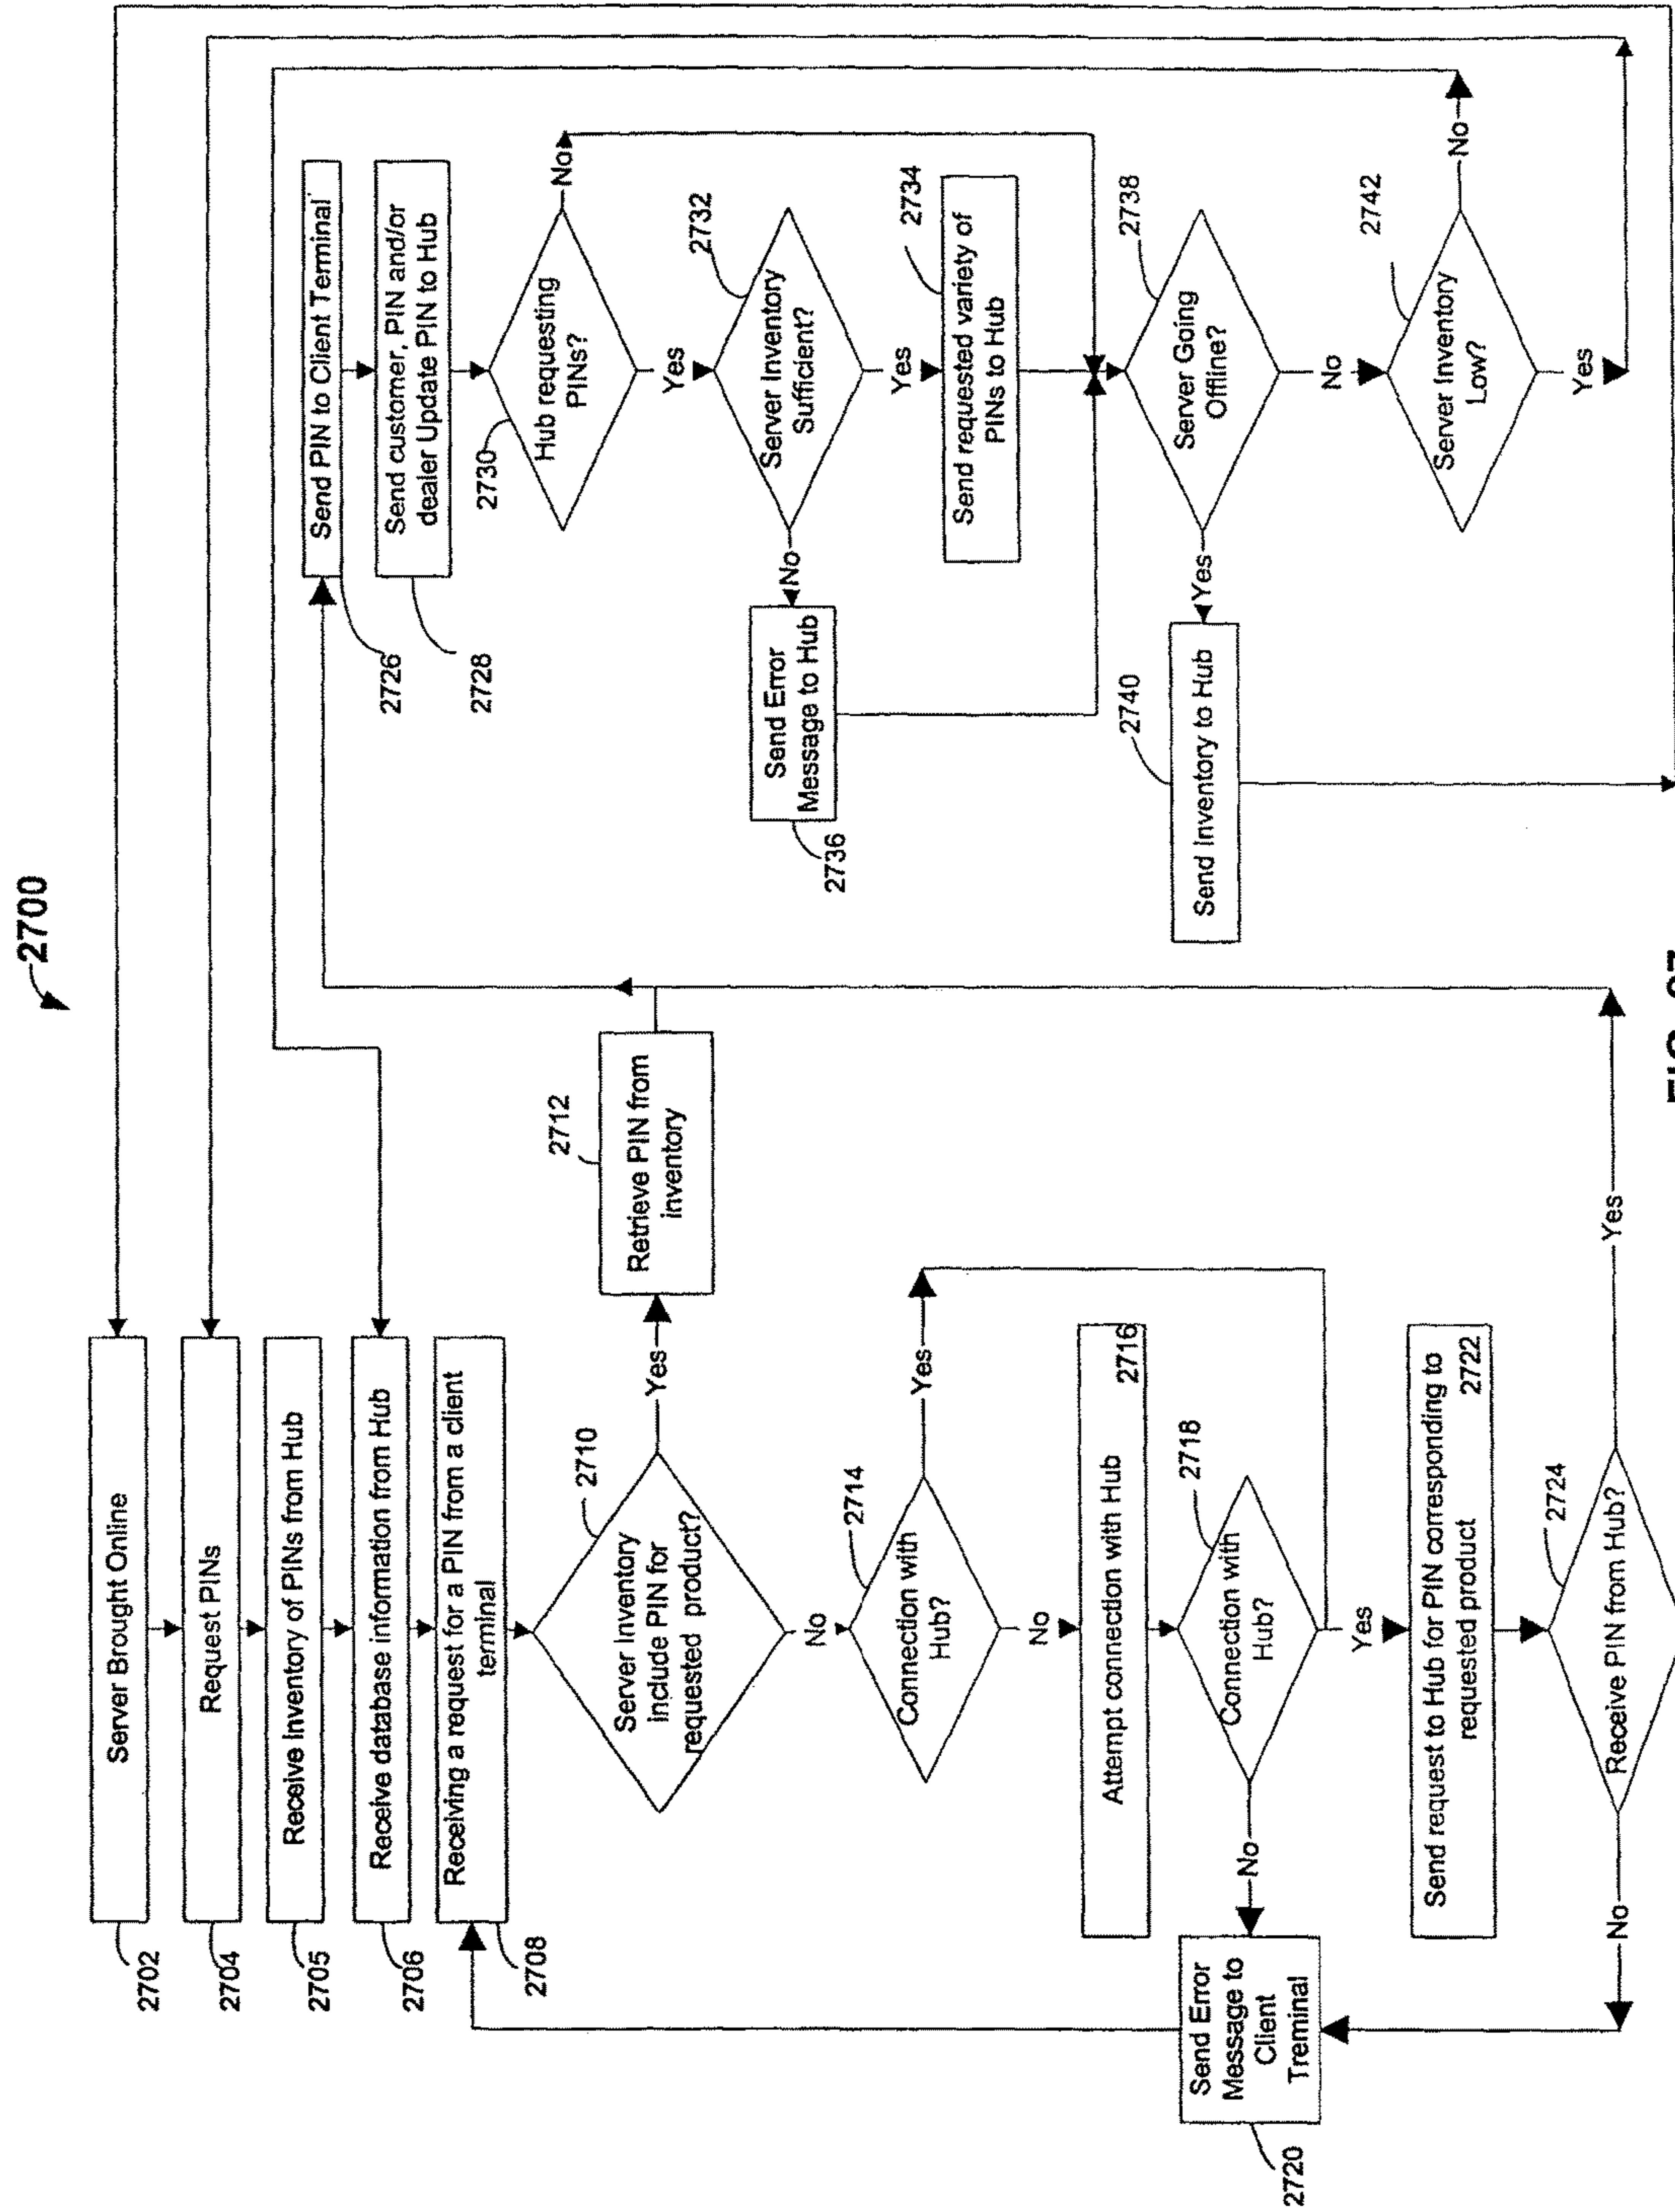 2700
2702
Server Brought Online
2704
Request PINs
2705
Receive Inventory of PINs from Hub
2706
Receive database information from Hub
2708
Receiving a request for a PIN from a client
terminal
2710
Server Inventory
include PIN for
requested product?
Yes
2712
Retrieve PIN from
inventory
No
2714
Connection with
Hub?
Yes
No
Attempt connection with Hub
2716
2718
Connection with
Hub?
No
2720
Send Error
Message to
Client
Treminal
Yes
Send request to Hub for PIN corresponding to
requested product
2722
2724
Receive PIN from Hub?
No
Yes
Send PIN to Client Terminal
2726
Send customer, PIN and/or
dealer Update PIN to Hub
2728
2730
Hub requesting
PINs?
No
Yes
2732
Server Inventory
Sufficient?
No
Send Error
Message to Hub
2736
Yes
2734
Send requested variety of
PINs to Hub
2738
Server Going
Offline?
Yes
2740
Send Inventory to Hub
No
2742
Server Inventory
Low?
No
Yes